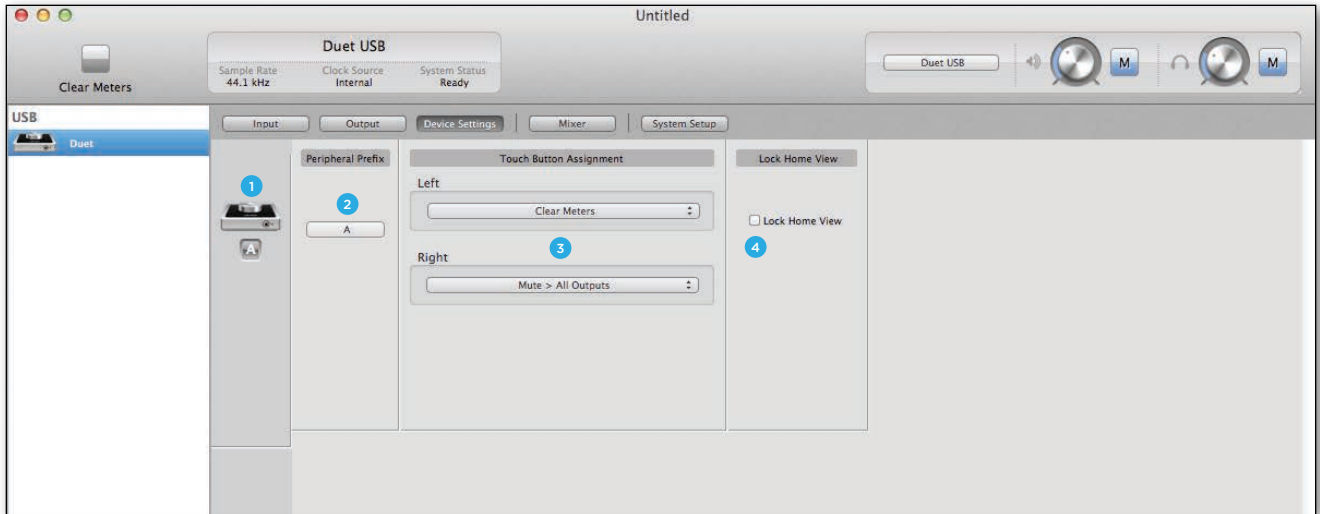 Untitled
Clear Meters
Duet USB
Sample Rate
44.1 kHz
Clock Source
Internal
System Status
Ready
Duet USB
M
M
USB
Duet
Input
Output
Device Settings
Mixer
System Setup
1
A
Peripheral Prefix
2
A
Touch Button Assignment
Left
Clear Meters
3
Right
Mute > All Outputs
Lock Home View
Lock Home View
4